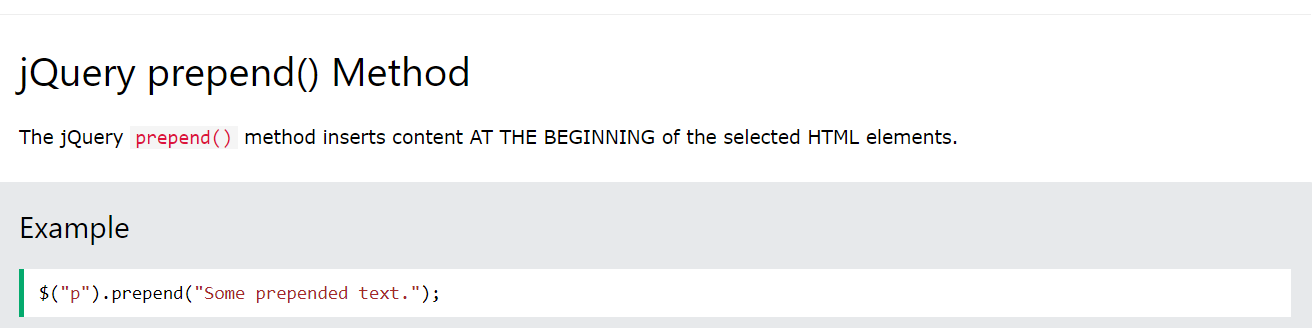 jQuery prepend() Method
The jQuery prepend() method inserts content AT THE BEGINNING of the selected HTML elements.
Example
$("p").prepend("Some prepended text.");